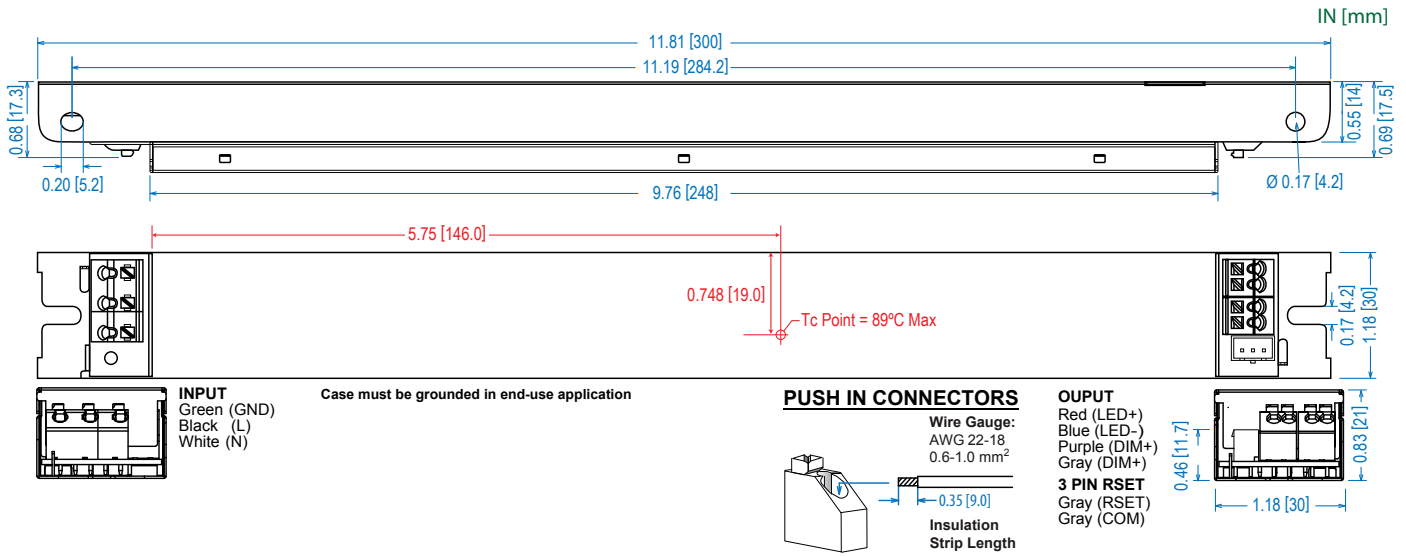 IN [mm]
11.81 [300]
11.19 [284.2]
0.68 [17.3]
0.55 [14]
0.69 [17.5]
0.20 [5.2]
9.76 [248]
Ø 0.17 [4.2]
5.75 [146.0]
0.748 [19.0]
Tc Point = 89ºC Max
0.17 [4.2]
1.18 [30]
INPUT
Green (GND)
Black (L)
White (N)
Case must be grounded in end-use application
PUSH IN CONNECTORS
Wire Gauge:
AWG 22-18
0.6-1.0 mm²
0.35 [9.0]
Insulation
Strip Length
OUPUT
Red (LED+)
Blue (LED-)
Purple (DIM+)
Gray (DIM+)
3 PIN RSET
Gray (RSET)
Gray (COM)
0.46 [11.7]
0.83 [21]
1.18 [30]